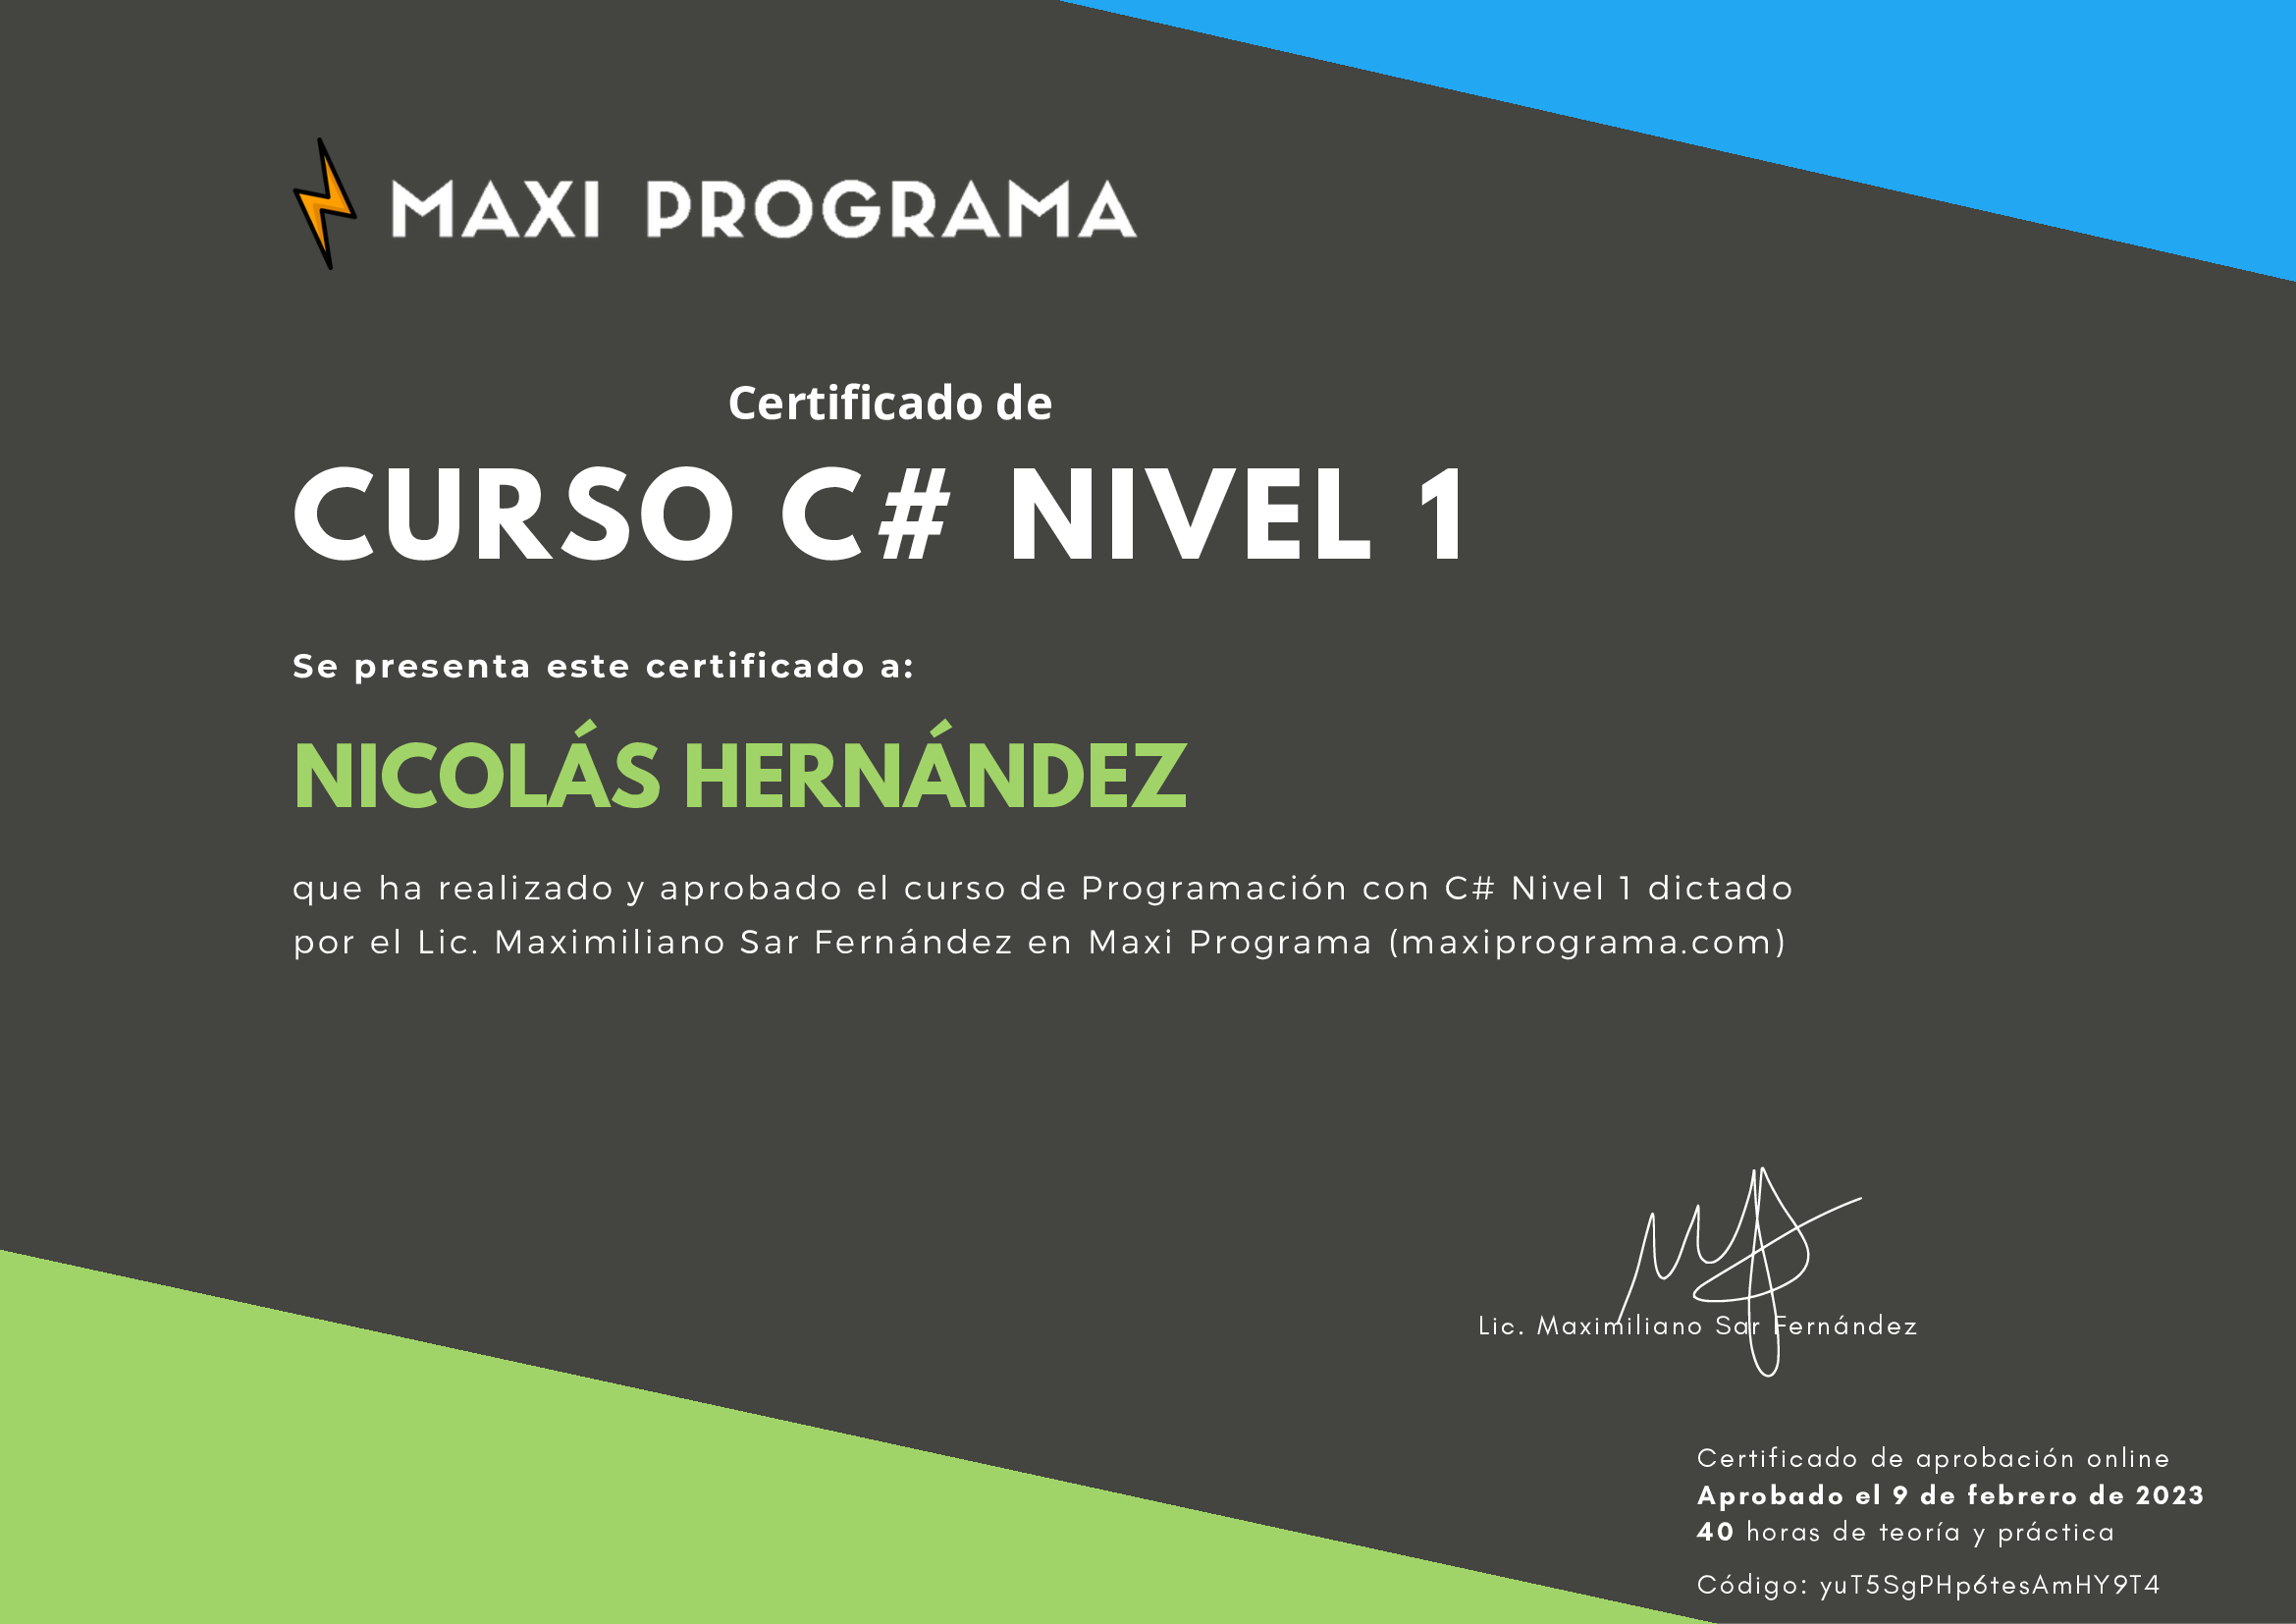 MAXI PROGRAMA
Certificado de
CURSO C# NIVEL 1
Se presenta este certificado a:
NICOLÁS HERNÁNDEZ
que ha realizado y aprobado el curso de Programación con C# Nivel 1 dictado
por el Lic. Maximiliano Sar Fernández en Maxi Programa (maxiprograma.com)
Lic. Maximiliano Sar Fernández
Certificado de aprobación online
Aprobado el 9 de febrero de 2023
40 horas de teoría y práctica
Código: yuT5SgPHp6tesAmHY9T4